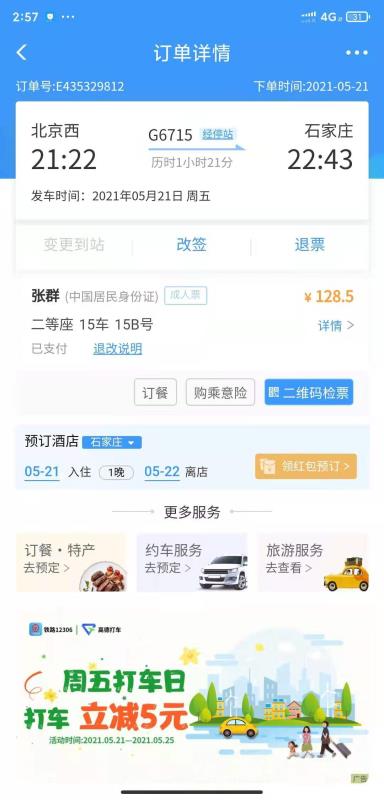 2:57
4G 31
订单详情
订单号:E435329812 下单时间:2021-05-21
北京西 G6715 经停站 石家庄
21:22 22:43
历时1小时21分
发车时间：2021年05月21日 周五
变更到站 改签 退票
张群 (中国居民身份证) 成人票 ¥128.5
二等座 15车 15B号 详情 >
已支付 退改说明
订餐 购乘意险 二维码检票
预订酒店 石家庄
05-21 入住 1晚 05-22 离店 领红包预订 >
更多服务
订餐·特产 约车服务 旅游服务
去预定 > 去预定 > 去查看 >
铁路12306 高德打车
周五打车日
打车 立减5元
活动时间:2021.05.21—2021.05.25
广告